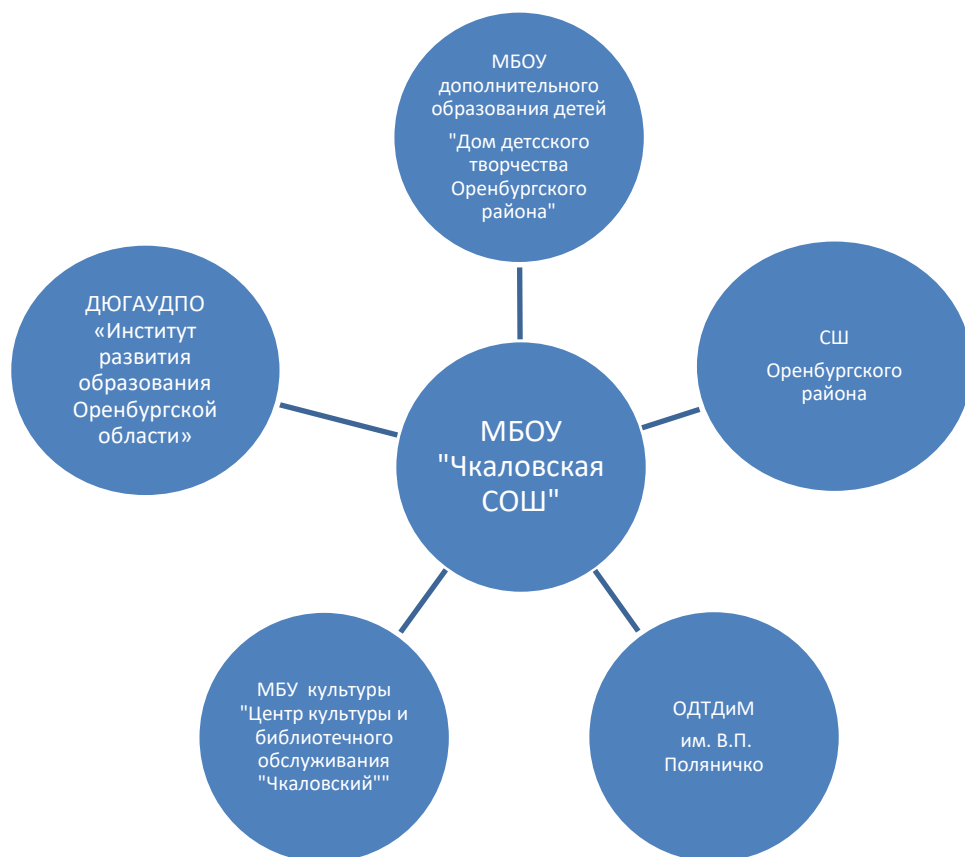 МБОУ
дополнительного
образования детей
"Дом детсского
творчества
Оренбургского
района"
ДЮГАУДПО
«Институт
развития
образования
Оренбургской
области»
СШ
Оренбургского
района
МБОУ
"Чкаловская
СОШ"
МБУ культуры
"Центр культуры и
библиотечного
обслуживания
"Чкаловский""
ОДТДиМ
им. В.П.
Поляничко